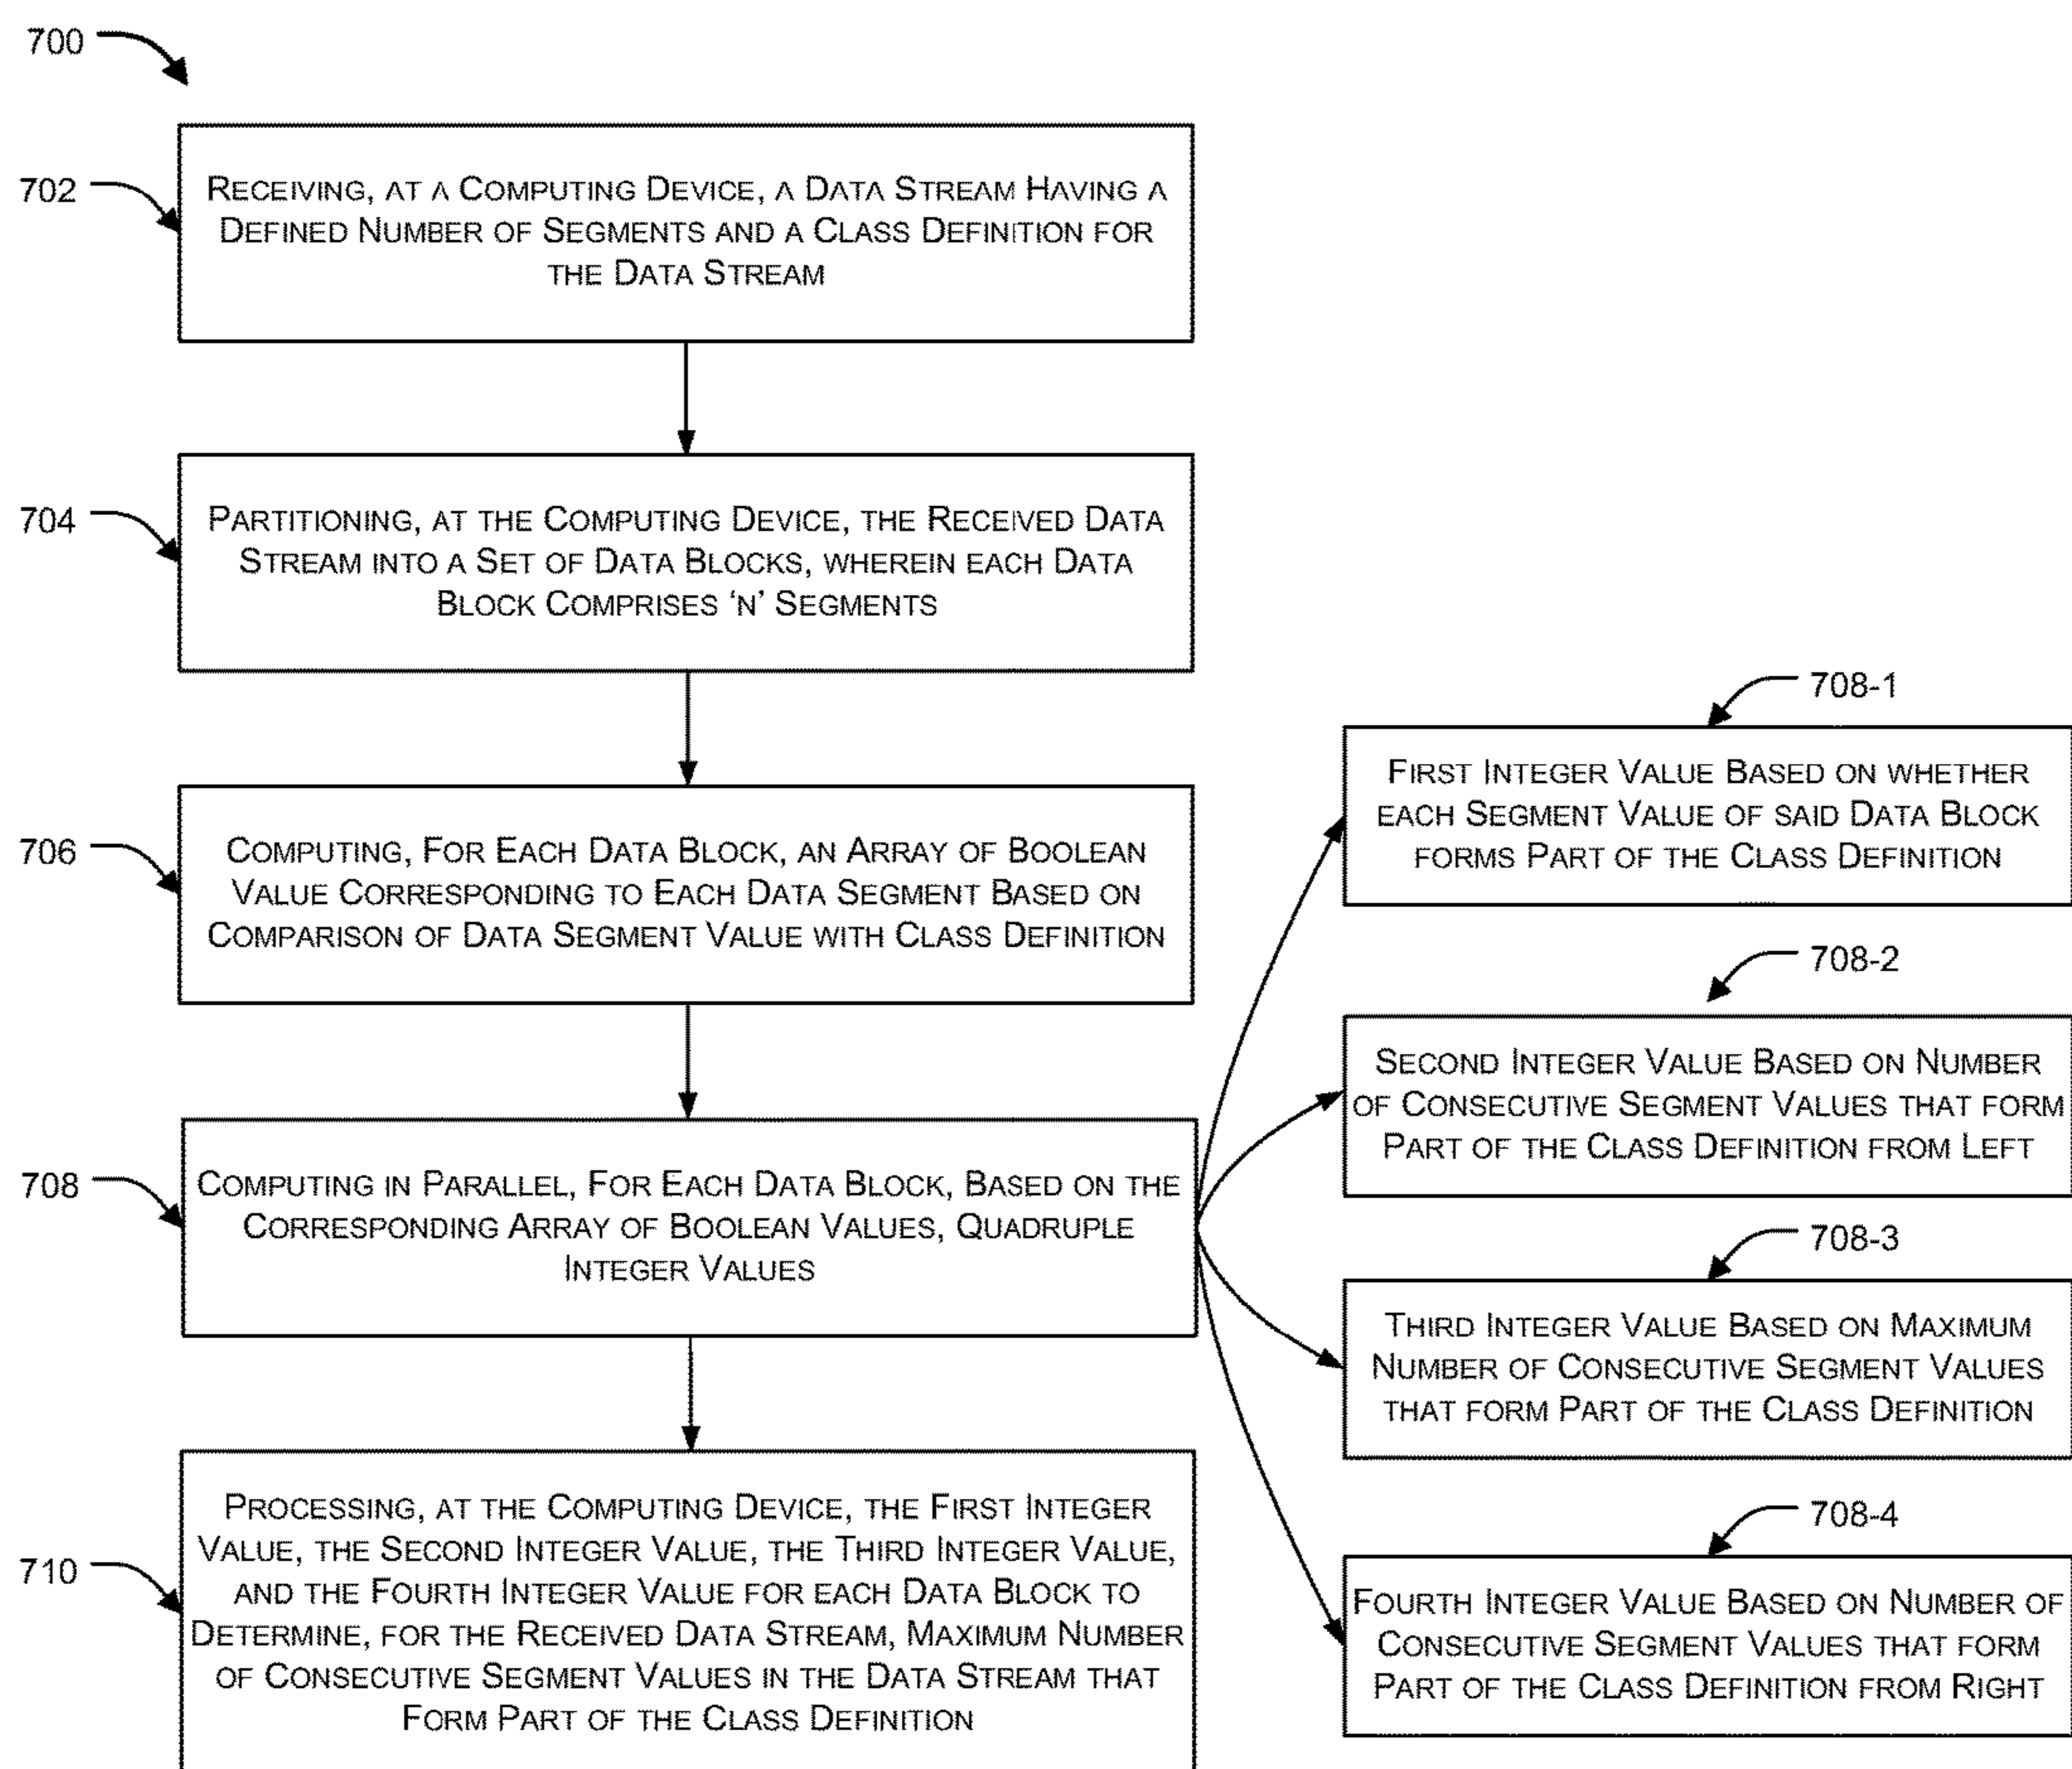 700
702
RECEIVING, AT A COMPUTING DEVICE, A DATA STREAM HAVING A
DEFINED NUMBER OF SEGMENTS AND A CLASS DEFINITION FOR
THE DATA STREAM
704
PARTITIONING, AT THE COMPUTING DEVICE, THE RECEIVED DATA
STREAM INTO A SET OF DATA BLOCKS, WHEREIN EACH DATA
BLOCK COMPRISES ‘N’ SEGMENTS
706
COMPUTING, FOR EACH DATA BLOCK, AN ARRAY OF BOOLEAN
VALUE CORRESPONDING TO EACH DATA SEGMENT BASED ON
COMPARISON OF DATA SEGMENT VALUE WITH CLASS DEFINITION
708
COMPUTING IN PARALLEL, FOR EACH DATA BLOCK, BASED ON THE
CORRESPONDING ARRAY OF BOOLEAN VALUES, QUADRUPLE
INTEGER VALUES
708-1
FIRST INTEGER VALUE BASED ON WHETHER
EACH SEGMENT VALUE OF SAID DATA BLOCK
FORMS PART OF THE CLASS DEFINITION
708-2
SECOND INTEGER VALUE BASED ON NUMBER
OF CONSECUTIVE SEGMENT VALUES THAT FORM
PART OF THE CLASS DEFINITION FROM LEFT
708-3
THIRD INTEGER VALUE BASED ON MAXIMUM
NUMBER OF CONSECUTIVE SEGMENT VALUES
THAT FORM PART OF THE CLASS DEFINITION
708-4
FOURTH INTEGER VALUE BASED ON NUMBER OF
CONSECUTIVE SEGMENT VALUES THAT FORM
PART OF THE CLASS DEFINITION FROM RIGHT
710
PROCESSING, AT THE COMPUTING DEVICE, THE FIRST INTEGER
VALUE, THE SECOND INTEGER VALUE, THE THIRD INTEGER VALUE,
AND THE FOURTH INTEGER VALUE FOR EACH DATA BLOCK TO
DETERMINE, FOR THE RECEIVED DATA STREAM, MAXIMUM NUMBER
OF CONSECUTIVE SEGMENT VALUES IN THE DATA STREAM THAT
FORM PART OF THE CLASS DEFINITION